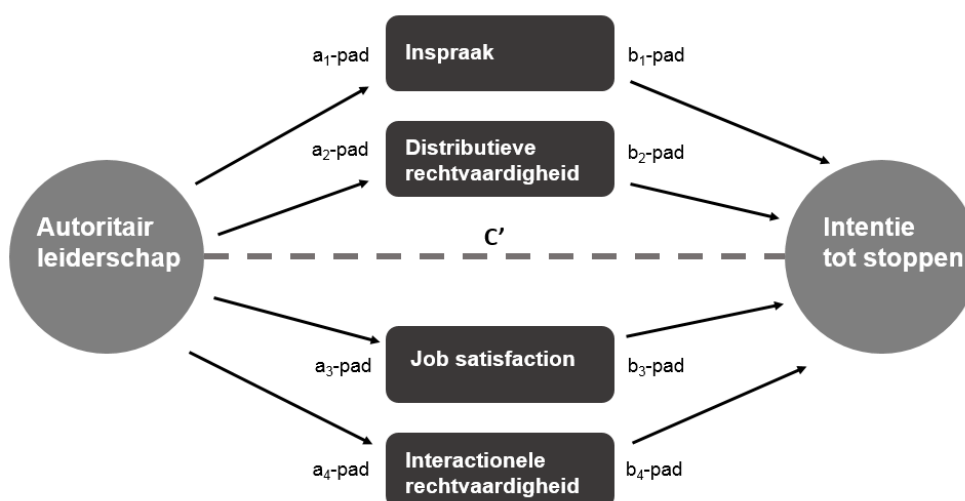 a₁-pad
Inspraak
b₁-pad
a₂-pad
Distributieve
rechtvaardigheid
b₂-pad
Autoritair
leiderschap
C’
Intentie
tot stoppen
a₃-pad
Job satisfaction
b₃-pad
a₄-pad
Interactionele
rechtvaardigheid
b₄-pad